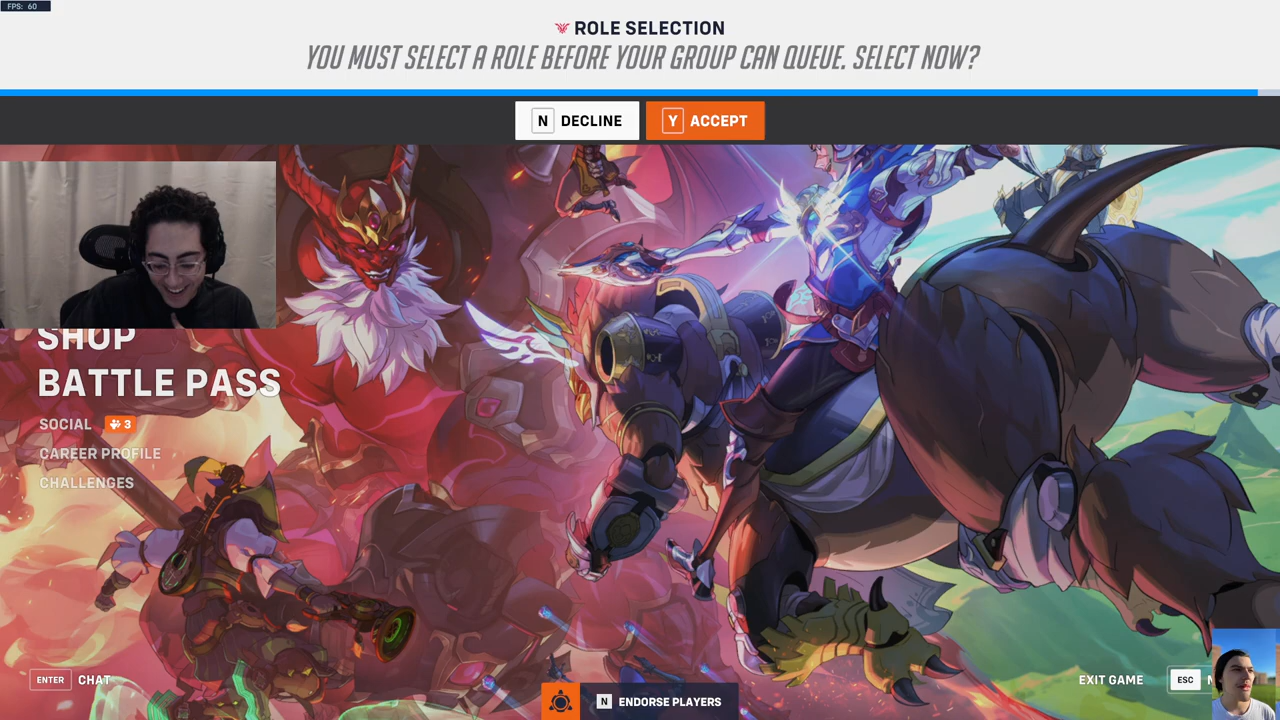 FPS: 60
ROLE SELECTION
YOU MUST SELECT A ROLE BEFORE YOUR GROUP CAN QUEUE. SELECT NOW?
N DECLINE
Y ACCEPT
SHOP
BATTLE PASS
SOCIAL 3
CAREER PROFILE
CHALLENGES
ENTER CHAT
N ENDORSE PLAYERS
EXIT GAME
ESC